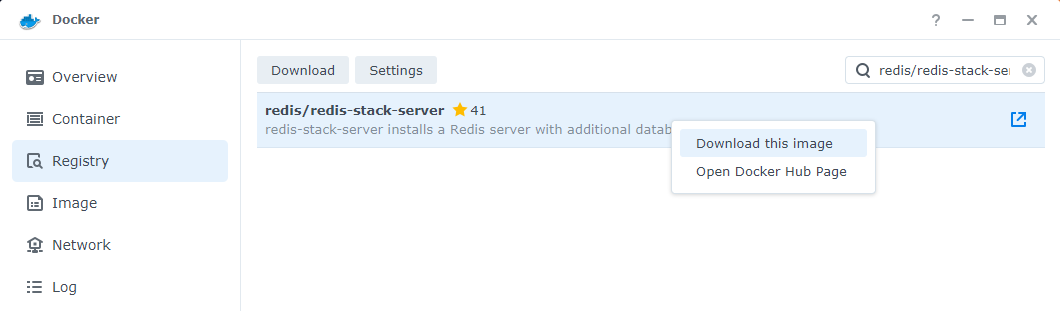 Docker
?
Overview
Container
Registry
Image
Network
Log
Download Settings redis/redis-stack-se
redis/redis-stack-server 41
redis-stack-server installs a Redis server with additional datab
Download this image
Open Docker Hub Page